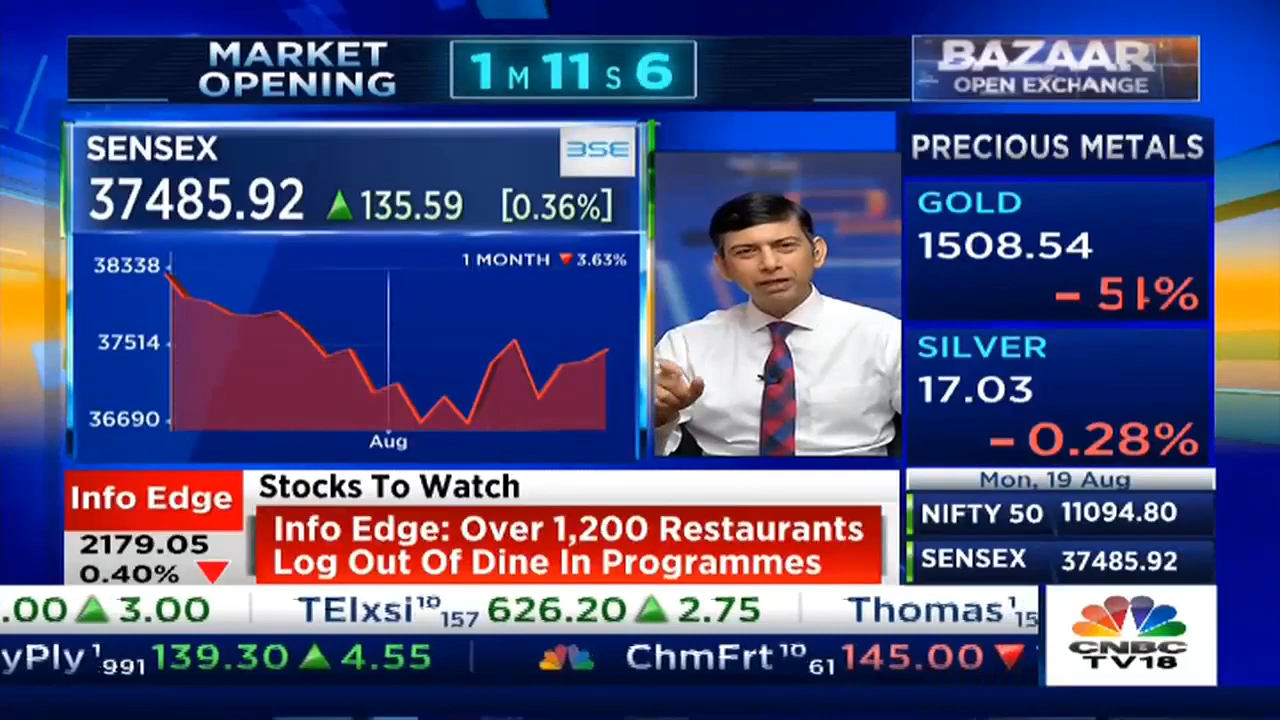 MARKET
OPENING
1 M 11 S 6
BAZAAR
OPEN EXCHANGE
SENSEX
BSE
37485.92 ▲ 135.59 [0.36%]
1 MONTH ▼ 3.63%
38338
37514
36690
Aug
PRECIOUS METALS
GOLD
1508.54
SILVER
17.03
- 0.28%
Mon, 19 Aug
NIFTY 50 11094.80
SENSEX 37485.92
Info Edge
2179.05
0.40% ▼
Stocks To Watch
Info Edge: Over 1,200 Restaurants
Log Out Of Dine In Programmes
.00 ▲ 3.00 TElxsi 10 157 626.20 ▲ 2.75 Thomas 1 15
yPly 1 991 139.30 ▲ 4.55 ChmFrt 10 61 145.00 ▼
CNBC
TV18